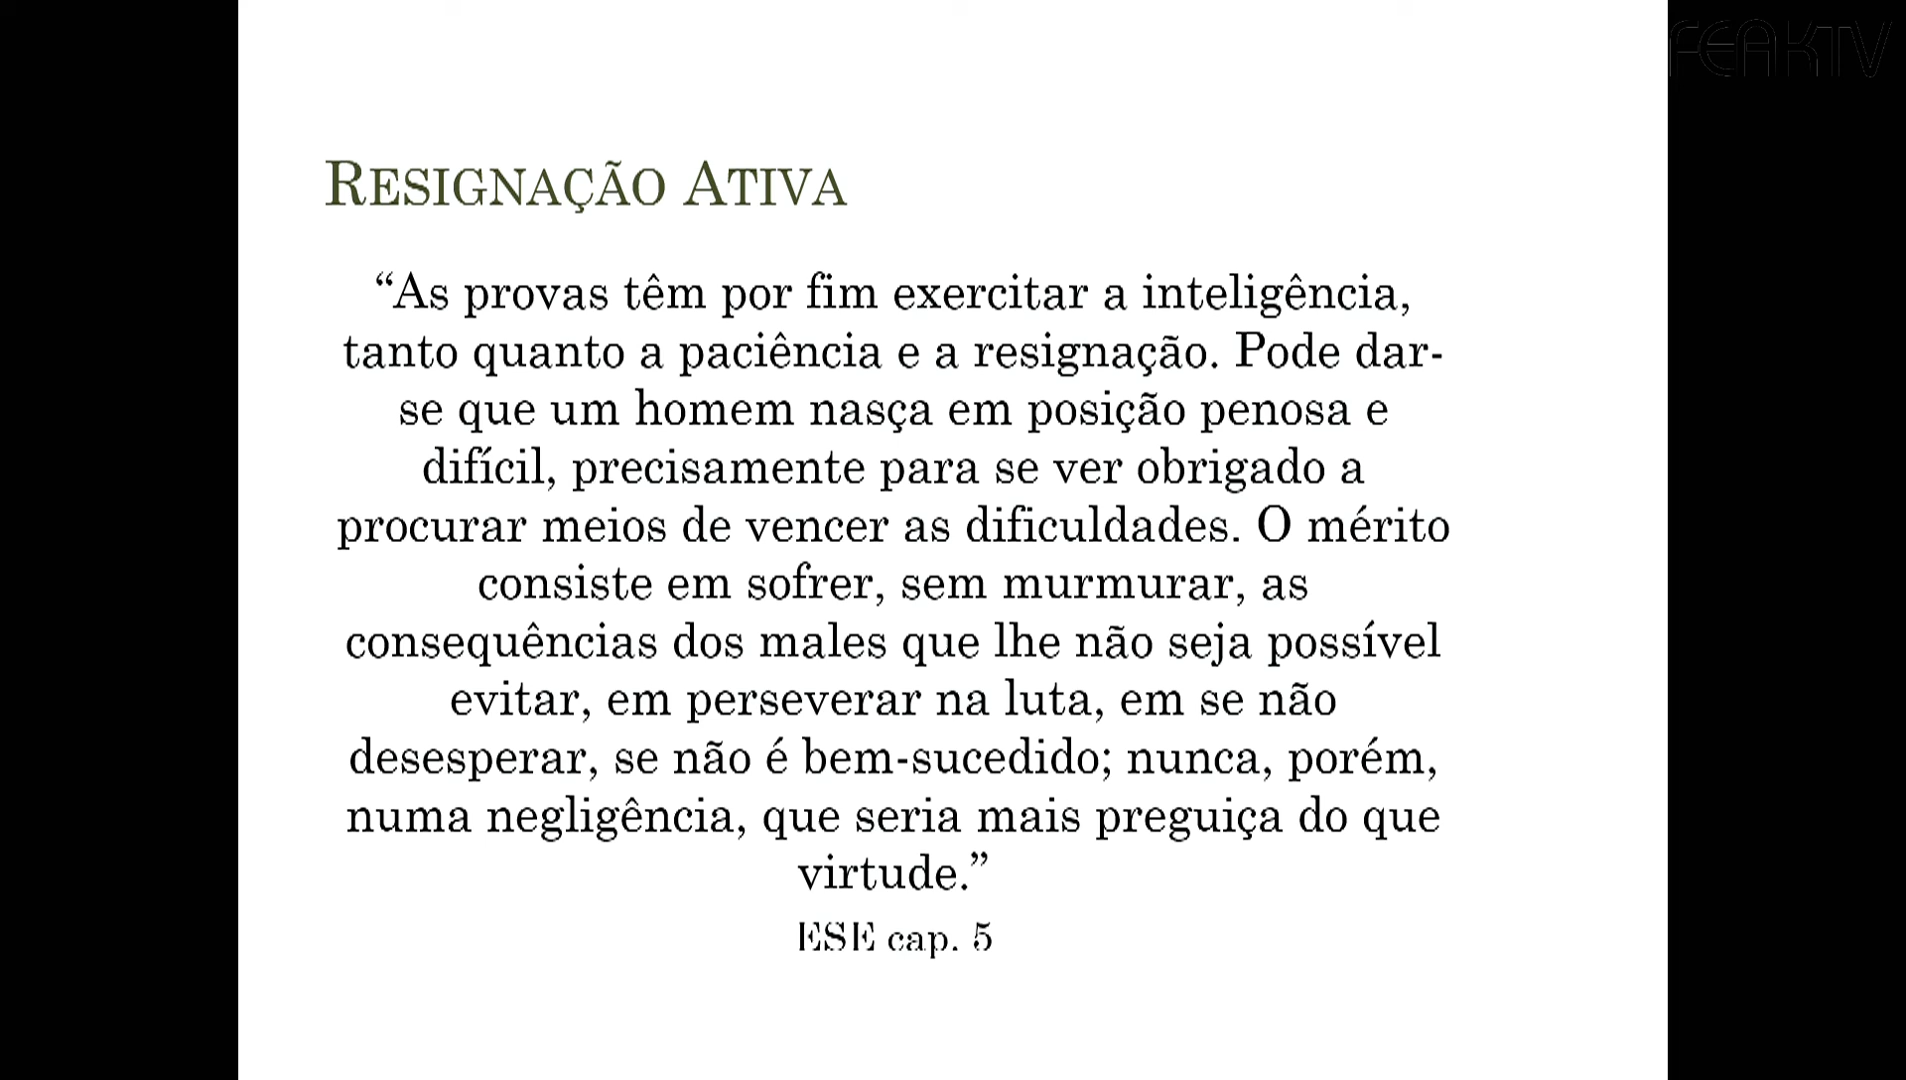 FEAKTV
RESIGNAÇÃO ATIVA
“As provas têm por fim exercitar a inteligência,
tanto quanto a paciência e a resignação. Pode dar-
se que um homem nasça em posição penosa e
difícil, precisamente para se ver obrigado a
procurar meios de vencer as dificuldades. O mérito
consiste em sofrer, sem murmurar, as
consequências dos males que lhe não seja possível
evitar, em perseverar na luta, em se não
desesperar, se não é bem-sucedido; nunca, porém,
numa negligência, que seria mais preguiça do que
virtude.”
ESE cap. 5